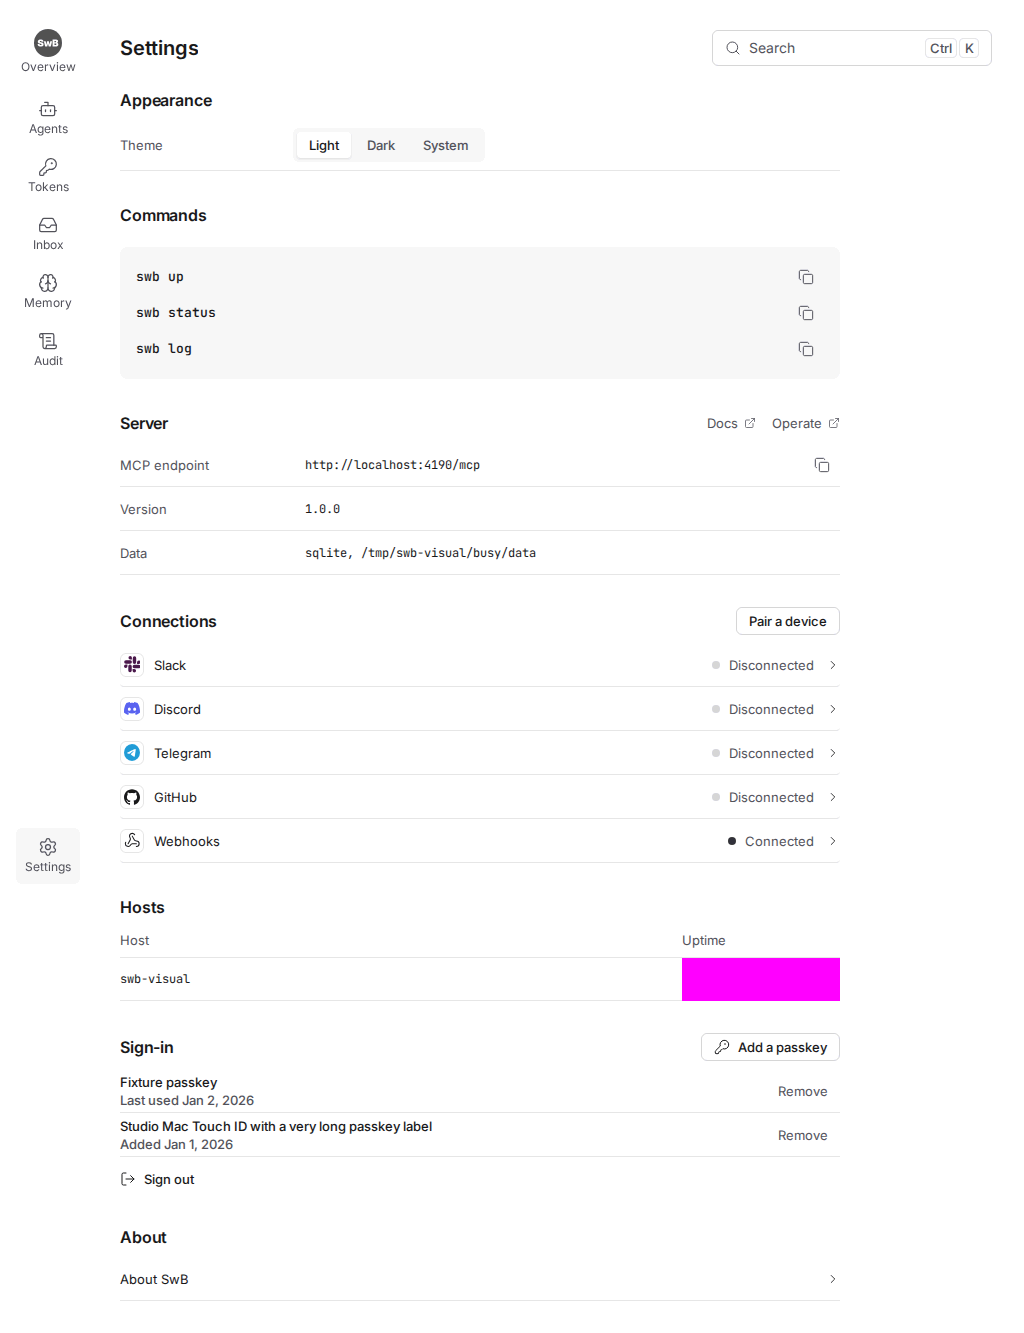 SwB
Overview
Agents
Tokens
Inbox
Memory
Audit
Settings
Settings
Search
Ctrl K
Appearance
Theme
Light Dark System
Commands
swb up
swb status
swb log
Server
Docs Operate
MCP endpoint http://localhost:4190/mcp
Version 1.0.0
Data sqlite, /tmp/swb-visual/busy/data
Connections
Pair a device
Slack Disconnected
Discord Disconnected
Telegram Disconnected
GitHub Disconnected
Webhooks Connected
Hosts
Host Uptime
swb-visual
Sign-in
Add a passkey
Fixture passkey
Last used Jan 2, 2026
Remove
Studio Mac Touch ID with a very long passkey label
Added Jan 1, 2026
Remove
Sign out
About
About SwB